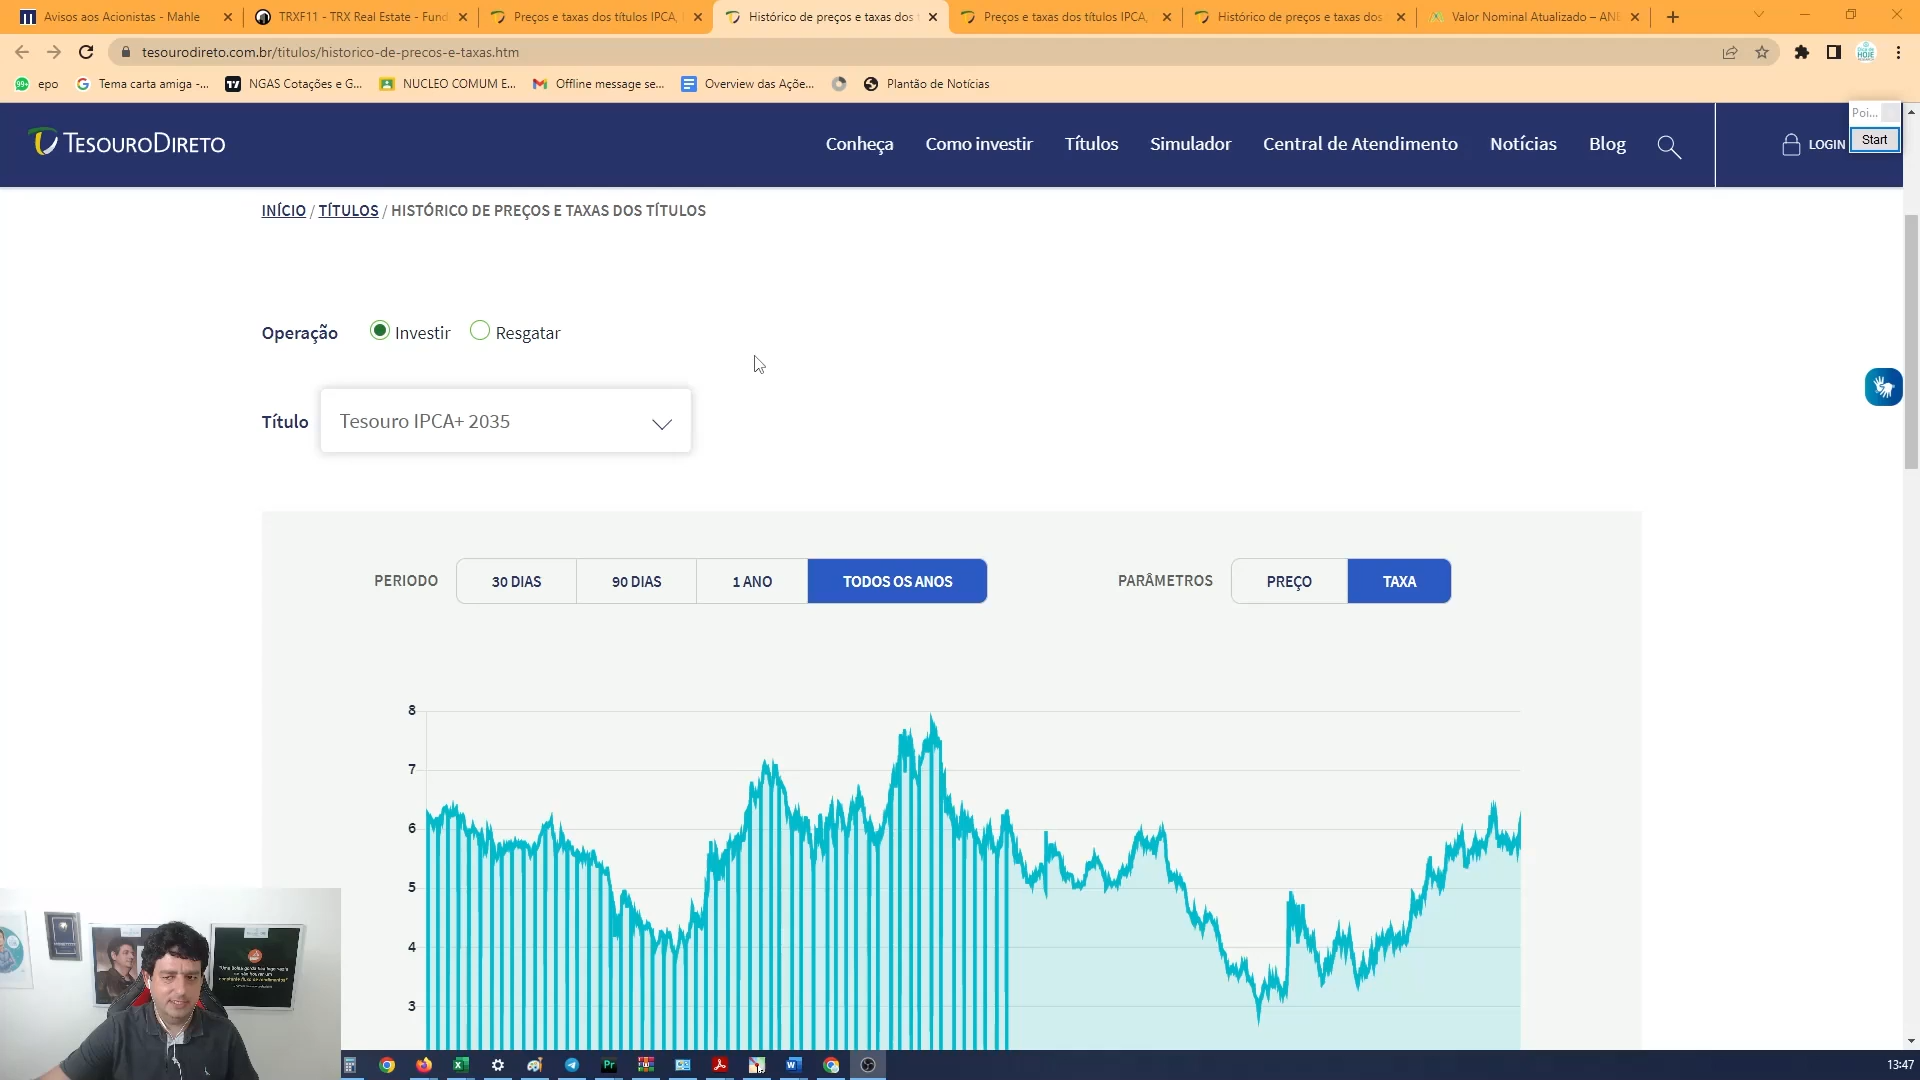 Avisos aos Acionistas - Mahle
TRXF11 - TRX Real Estate - Fund
Preços e taxas dos títulos IPCA,
Histórico de preços e taxas dos
Preços e taxas dos títulos IPCA,
Histórico de preços e taxas dos
Valor Nominal Atualizado – ANB
tesourodireto.com.br/titulos/historico-de-precos-e-taxas.htm
99+ epo
Tema carta amiga -...
NGAS Cotações e G...
NUCLEO COMUM E...
Offline message se...
Overview das Açõe...
Plantão de Notícias
TESOURODIRETO
Conheça
Como investir
Títulos
Simulador
Central de Atendimento
Notícias
Blog
LOGIN
Poi...
Start
INÍCIO / TÍTULOS / HISTÓRICO DE PREÇOS E TAXAS DOS TÍTULOS
Operação
Investir
Resgatar
Título
Tesouro IPCA+ 2035
PERIODO
30 DIAS
90 DIAS
1 ANO
TODOS OS ANOS
PARÂMETROS
PREÇO
TAXA
8
7
6
5
4
3
13:47